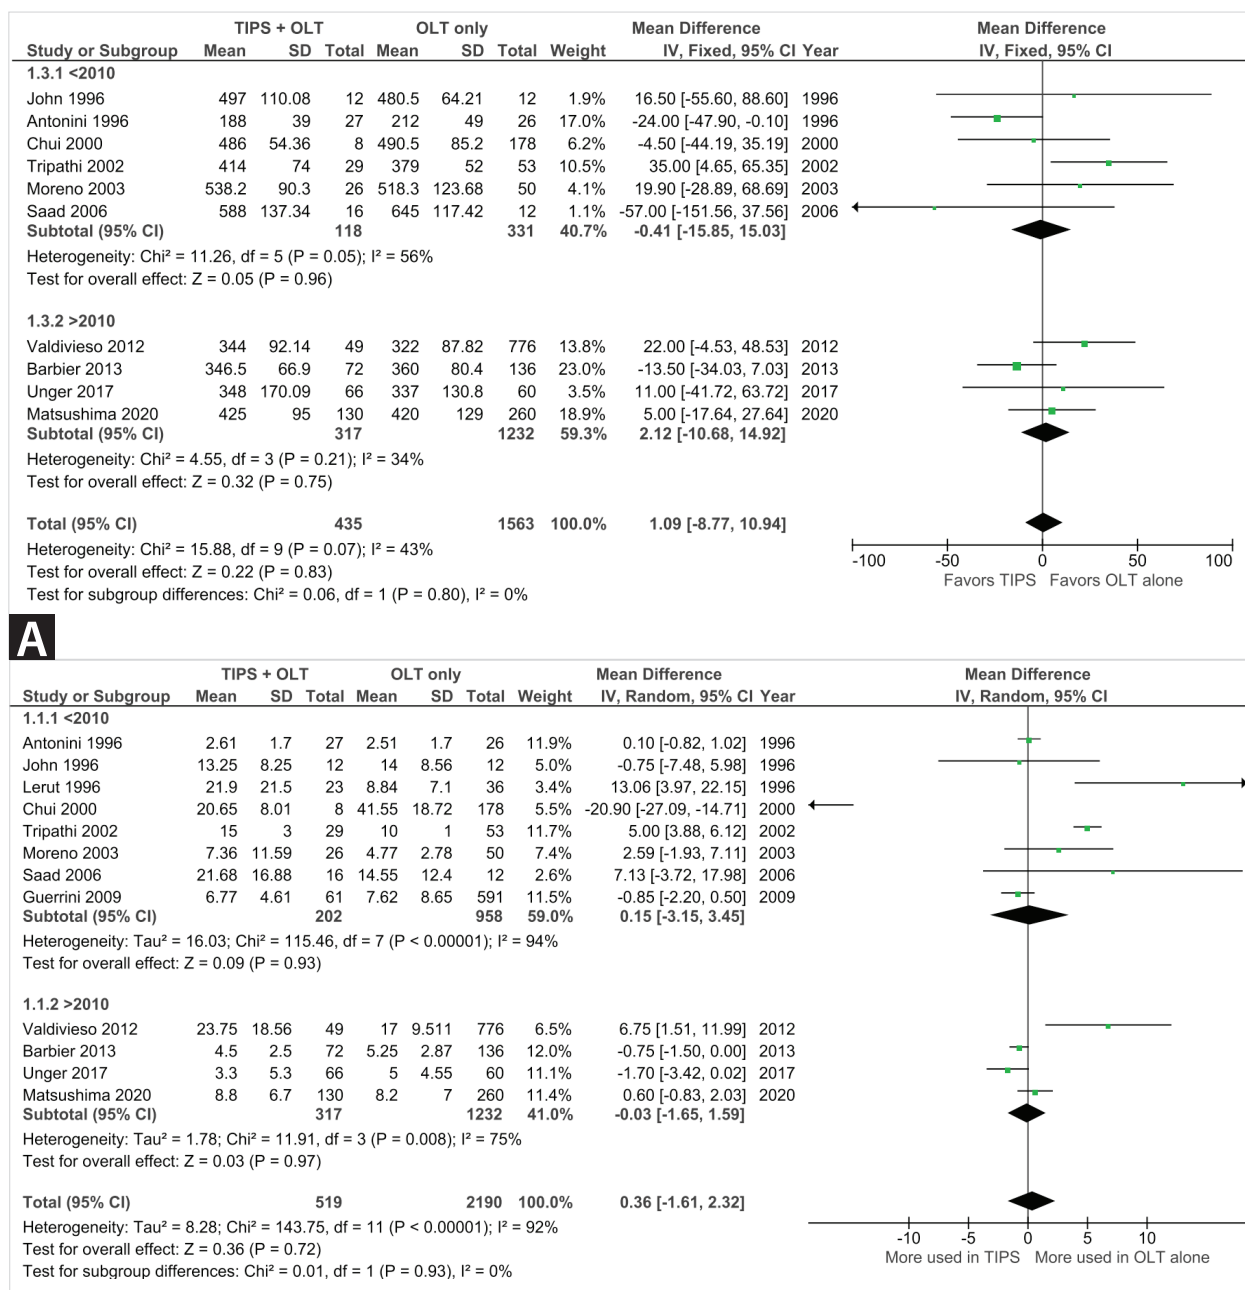 TIPS + OLT OLT only Mean Difference Mean Difference
Study or Subgroup Mean SD Total Mean SD Total Weight IV, Fixed, 95% CI Year IV, Fixed, 95% CI
1.3.1 <2010
John 1996 497 110.08 12 480.5 64.21 12 1.9% 16.50 [-55.60, 88.60] 1996
Antonini 1996 188 39 27 212 49 26 17.0% -24.00 [-47.90, -0.10] 1996
Chui 2000 486 54.36 8 490.5 85.2 178 6.2% -4.50 [-44.19, 35.19] 2000
Tripathi 2002 414 74 29 379 52 53 10.5% 35.00 [4.65, 65.35] 2002
Moreno 2003 538.2 90.3 26 518.3 123.68 50 4.1% 19.90 [-28.89, 68.69] 2003
Saad 2006 588 137.34 16 645 117.42 12 1.1% -57.00 [-151.56, 37.56] 2006
Subtotal (95% CI) 118 331 40.7% -0.41 [-15.85, 15.03]
Heterogeneity: Chi² = 11.26, df = 5 (P = 0.05); I² = 56%
Test for overall effect: Z = 0.05 (P = 0.96)
1.3.2 >2010
Valdivieso 2012 344 92.14 49 322 87.82 776 13.8% 22.00 [-4.53, 48.53] 2012
Barbier 2013 346.5 66.9 72 360 80.4 136 23.0% -13.50 [-34.03, 7.03] 2013
Unger 2017 348 170.09 66 337 130.8 60 3.5% 11.00 [-41.72, 63.72] 2017
Matsushima 2020 425 95 130 420 129 260 18.9% 5.00 [-17.64, 27.64] 2020
Subtotal (95% CI) 317 1232 59.3% 2.12 [-10.68, 14.92]
Heterogeneity: Chi² = 4.55, df = 3 (P = 0.21); I² = 34%
Test for overall effect: Z = 0.32 (P = 0.75)
Total (95% CI) 435 1563 100.0% 1.09 [-8.77, 10.94]
Heterogeneity: Chi² = 15.88, df = 9 (P = 0.07); I² = 43%
Test for overall effect: Z = 0.22 (P = 0.83)
Test for subgroup differences: Chi² = 0.06, df = 1 (P = 0.80), I² = 0%
-100 -50 0 50 100
Favors TIPS Favors OLT alone
A
TIPS + OLT OLT only Mean Difference Mean Difference
Study or Subgroup Mean SD Total Mean SD Total Weight IV, Random, 95% CI Year IV, Random, 95% CI
1.1.1 <2010
Antonini 1996 2.61 1.7 27 2.51 1.7 26 11.9% 0.10 [-0.82, 1.02] 1996
John 1996 13.25 8.25 12 14 8.56 12 5.0% -0.75 [-7.48, 5.98] 1996
Lerut 1996 21.9 21.5 23 8.84 7.1 36 3.4% 13.06 [3.97, 22.15] 1996
Chui 2000 20.65 8.01 8 41.55 18.72 178 5.5% -20.90 [-27.09, -14.71] 2000
Tripathi 2002 15 3 29 10 1 53 11.7% 5.00 [3.88, 6.12] 2002
Moreno 2003 7.36 11.59 26 4.77 2.78 50 7.4% 2.59 [-1.93, 7.11] 2003
Saad 2006 21.68 16.88 16 14.55 12.4 12 2.6% 7.13 [-3.72, 17.98] 2006
Guerrini 2009 6.77 4.61 61 7.62 8.65 591 11.5% -0.85 [-2.20, 0.50] 2009
Subtotal (95% CI) 202 958 59.0% 0.15 [-3.15, 3.45]
Heterogeneity: Tau² = 16.03; Chi² = 115.46, df = 7 (P < 0.00001); I² = 94%
Test for overall effect: Z = 0.09 (P = 0.93)
1.1.2 >2010
Valdivieso 2012 23.75 18.56 49 17 9.511 776 6.5% 6.75 [1.51, 11.99] 2012
Barbier 2013 4.5 2.5 72 5.25 2.87 136 12.0% -0.75 [-1.50, 0.00] 2013
Unger 2017 3.3 5.3 66 5 4.55 60 11.1% -1.70 [-3.42, 0.02] 2017
Matsushima 2020 8.8 6.7 130 8.2 7 260 11.4% 0.60 [-0.83, 2.03] 2020
Subtotal (95% CI) 317 1232 41.0% -0.03 [-1.65, 1.59]
Heterogeneity: Tau² = 1.78; Chi² = 11.91, df = 3 (P = 0.008); I² = 75%
Test for overall effect: Z = 0.03 (P = 0.97)
Total (95% CI) 519 2190 100.0% 0.36 [-1.61, 2.32]
Heterogeneity: Tau² = 8.28; Chi² = 143.75, df = 11 (P < 0.00001); I² = 92%
Test for overall effect: Z = 0.36 (P = 0.72)
Test for subgroup differences: Chi² = 0.01, df = 1 (P = 0.93), I² = 0%
-10 -5 0 5 10
More used in TIPS More used in OLT alone